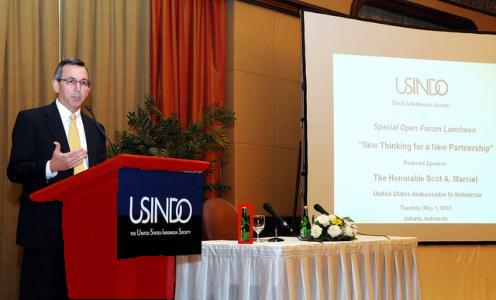 USINDO
THE UNITED STATES-INDONESIA SOCIETY
USINDO
The U.S.-Indonesia Society
Special Open Forum Luncheon
"New Thinking for a New Partnership"
Featured Speaker:
The Honorable Scot A. Marciel
United States Ambassador to Indonesia
Tuesday, May 1, 2012
Jakarta, Indonesia